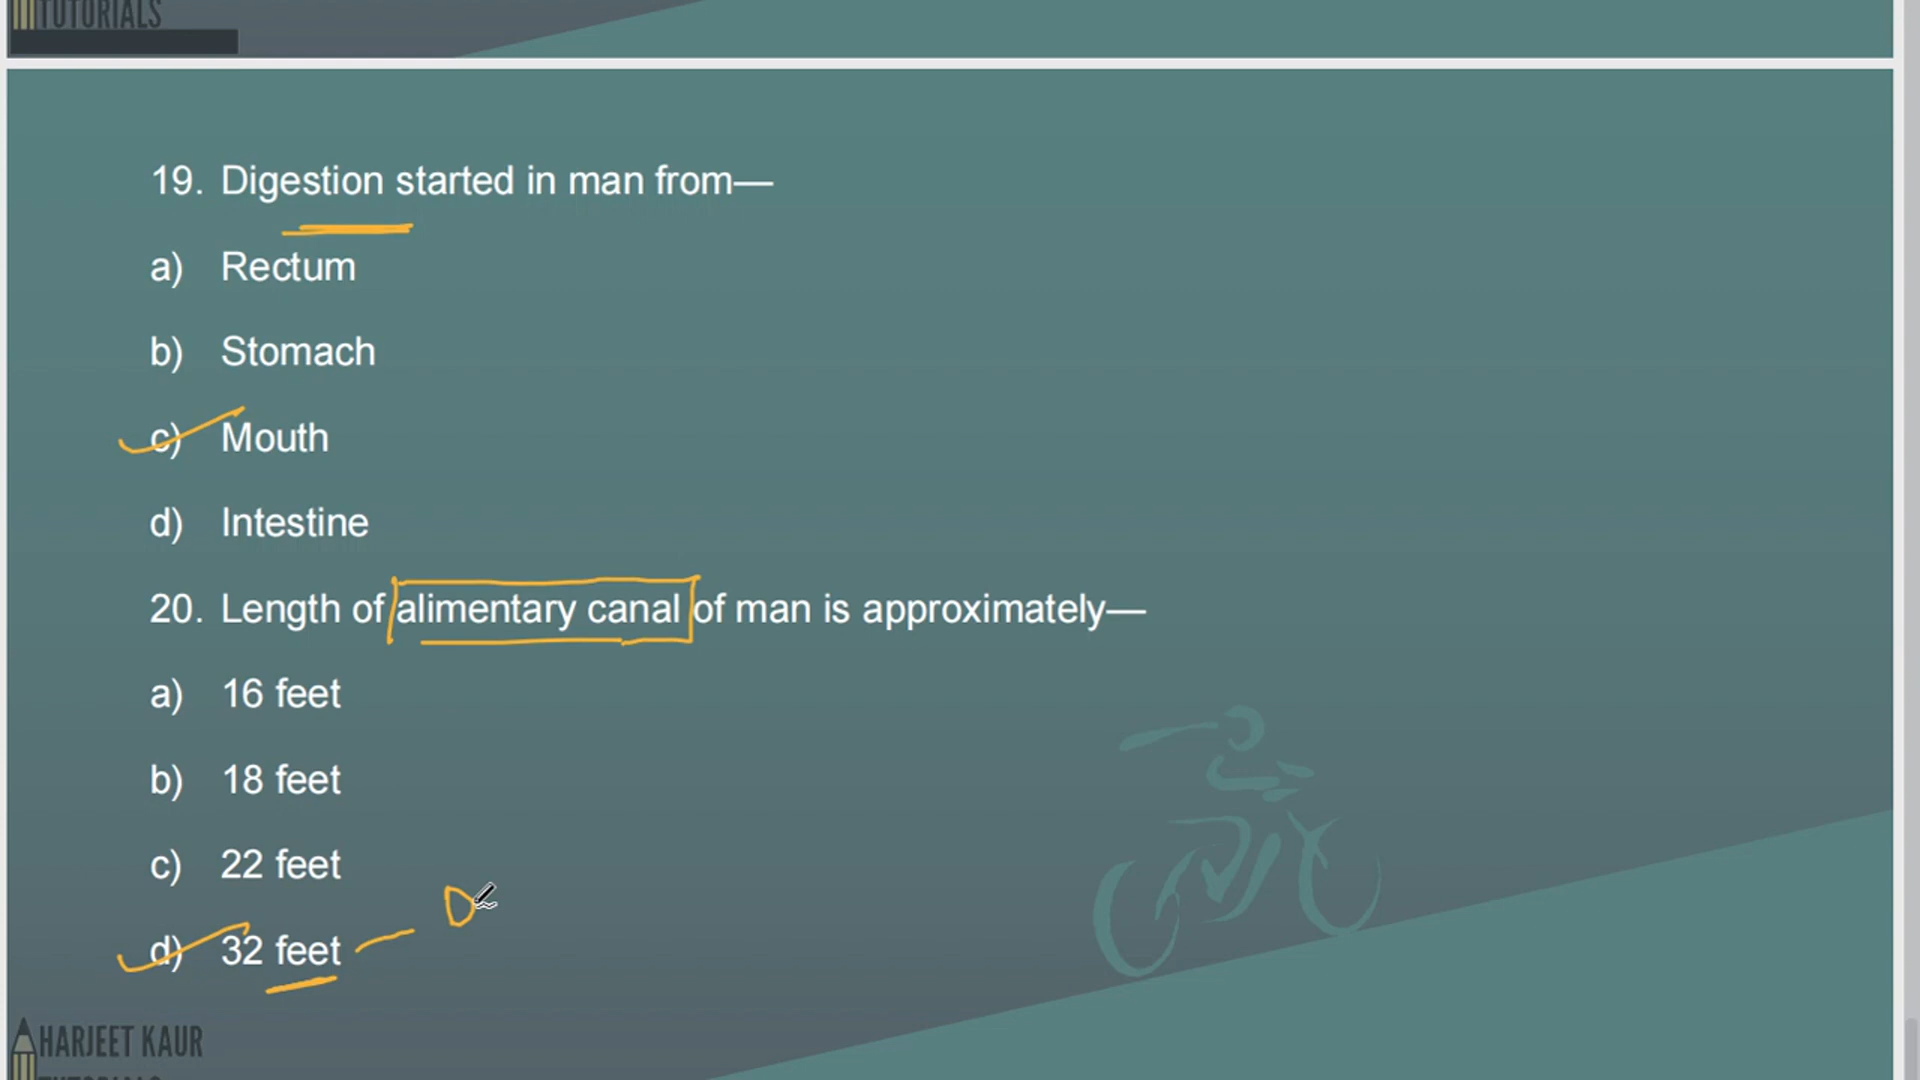 TUTORIALS
19. Digestion started in man from—
a) Rectum
b) Stomach
c) Mouth
d) Intestine
20. Length of alimentary canal of man is approximately—
a) 16 feet
b) 18 feet
c) 22 feet
d) 32 feet
HARJEET KAUR
TUTORIALS